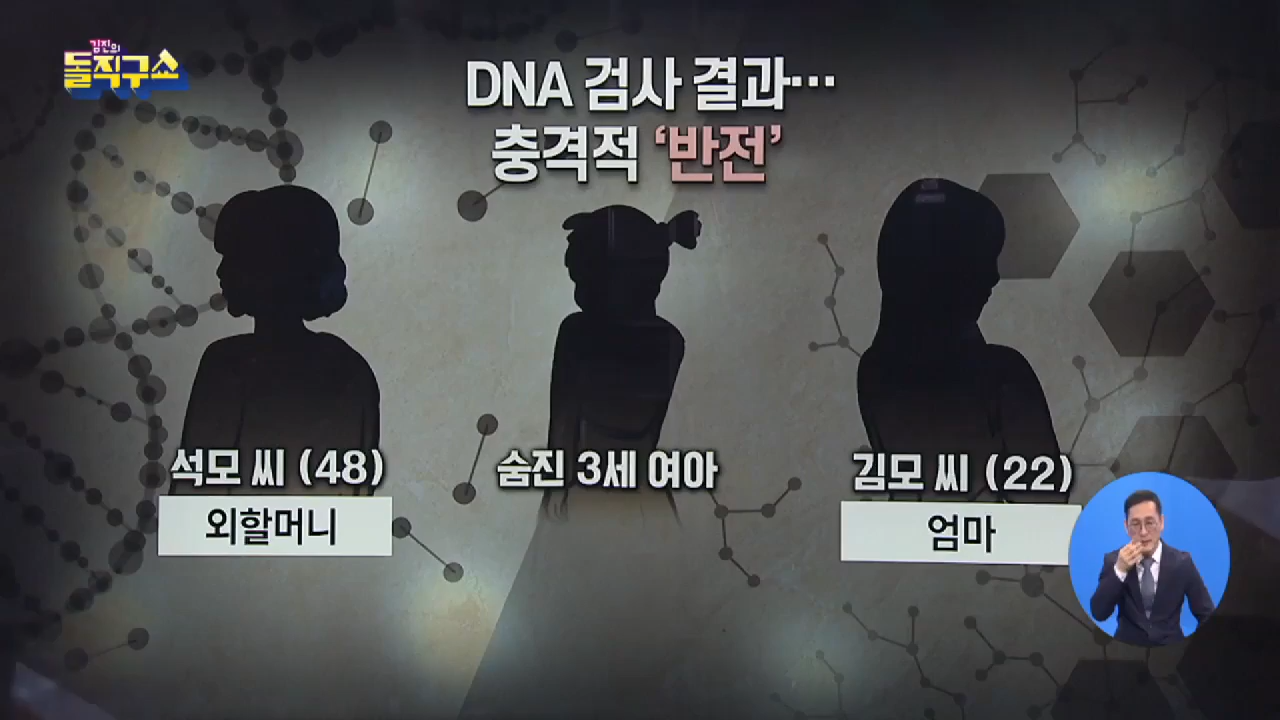 김진의
돌직구쇼
DNA 검사 결과…
충격적 ‘반전’
석모 씨 (48)
숨진 3세 여아
김모 씨 (22)
외할머니
엄마